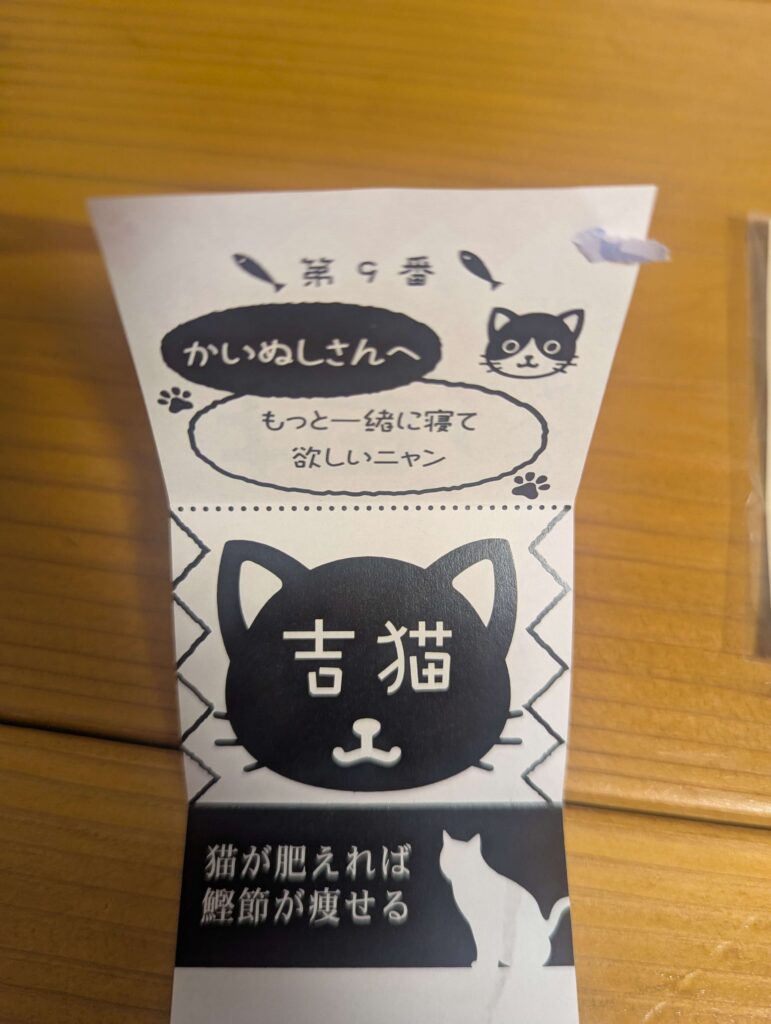 第9番
かいぬしさんへ
もっと一緒に寝て
欲しいニャン
吉猫
猫が肥えれば
鰹節が痩せる